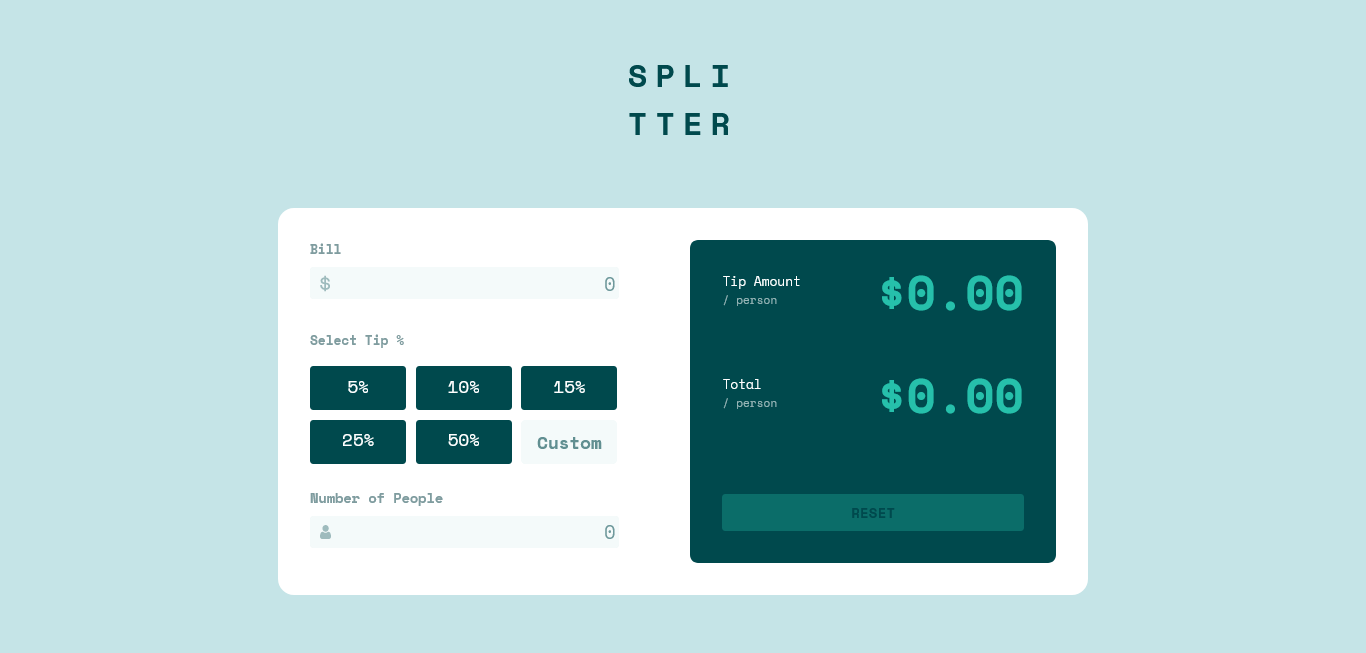 SPLI
TTER
Bill
$ 0
Select Tip %
5% 10% 15%
25% 50% Custom
Number of People
0
Tip Amount
/ person
$0.00
Total
/ person
$0.00
RESET